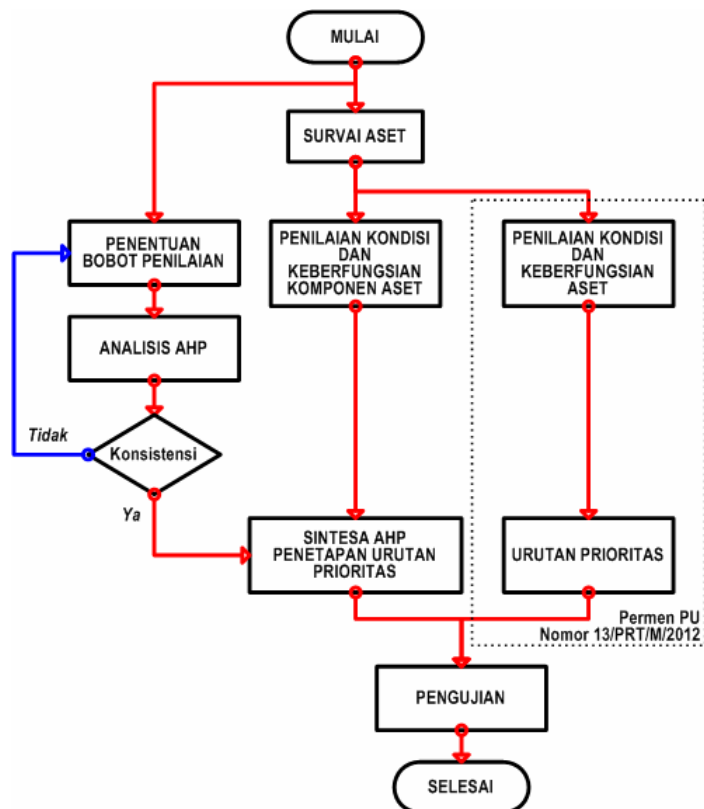 MULAI
SURVAI ASET
PENENTUAN
BOBOT PENILAIAN
PENILAIAN KONDISI
DAN
KEBERFUNGSIAN
KOMPONEN ASET
PENILAIAN KONDISI
DAN
KEBERFUNGSIAN
ASET
ANALISIS AHP
Tidak
Konsistensi
Ya
SINTESA AHP
PENETAPAN URUTAN
PRIORITAS
URUTAN PRIORITAS
Permen PU
Nomor 13/PRT/M/2012
PENGUJIAN
SELESAI